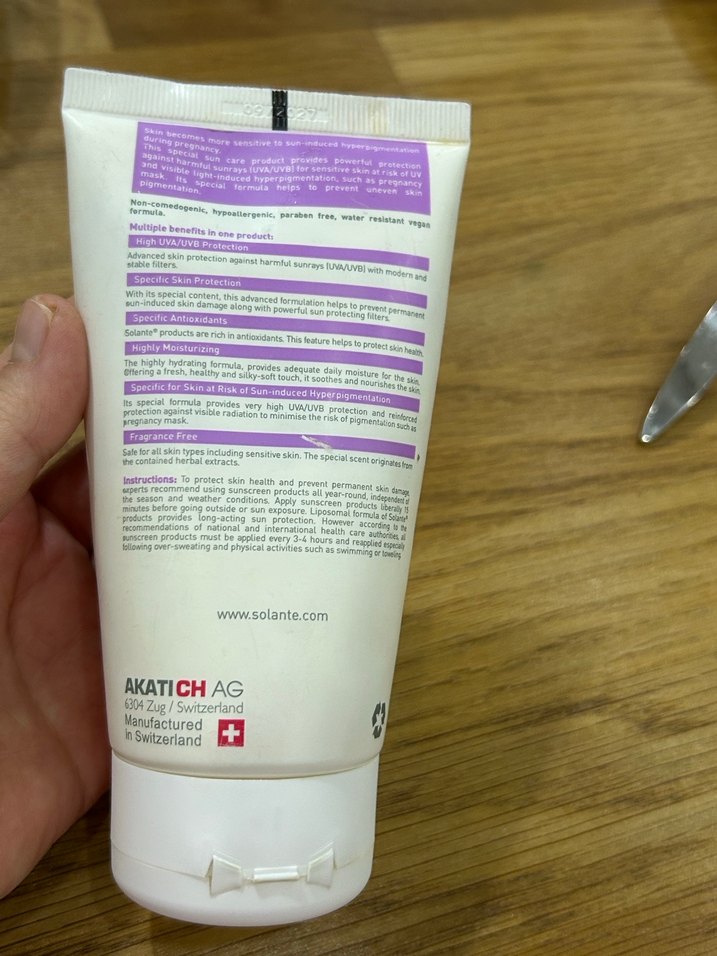 Skin becomes more sensitive to sun-induced hyperpigmentation
during pregnancy.
This special sun care product provides powerful protection
against harmful sunrays (UVA/UVB) for sensitive skin at risk of UV
and visible light-induced hyperpigmentation, such as pregnancy
mask. Its special formula helps to prevent uneven skin
pigmentation.
Non-comedogenic, hypoallergenic, paraben free, water resistant vegan
formula.
Multiple benefits in one product:
High UVA/UVB Protection
Advanced skin protection against harmful sunrays (UVA/UVB) with modern and
stable filters.
Specific Skin Protection
With its special content, this advanced formulation helps to prevent permanent
sun-induced skin damage along with powerful sun protecting filters.
Specific Antioxidants
Solante® products are rich in antioxidants. This feature helps to protect skin health.
Highly Moisturizing
The highly hydrating formula, provides adequate daily moisture for the skin.
Offering a fresh, healthy and silky-soft touch, it soothes and nourishes the skin.
Specific for Skin at Risk of Sun-induced Hyperpigmentation
Its special formula provides very high UVA/UVB protection and reinforced
protection against visible radiation to minimise the risk of pigmentation such as
pregnancy mask.
Fragrance Free
Safe for all skin types including sensitive skin. The special scent originates from
the contained herbal extracts.
Instructions: To protect skin health and prevent permanent skin damage,
experts recommend using sunscreen products all year-round, independent of
the season and weather conditions. Apply sunscreen products liberally 15
minutes before going outside or sun exposure. Liposomal formula of Solante®
products provides long-acting sun protection. However according to the
recommendations of national and international health care authorities, all
sunscreen products must be applied every 3-4 hours and reapplied especially
following over-sweating and physical activities such as swimming or toweling
www.solante.com
AKATICH AG
6304 Zug / Switzerland
Manufactured
in Switzerland